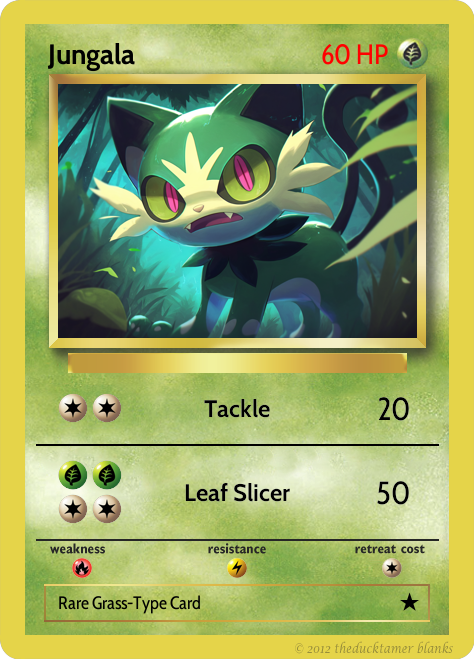 Jungala 60 HP
Tackle 20
Leaf Slicer 50
weakness resistance retreat cost
Rare Grass-Type Card ★
© 2012 theducktamer blanks